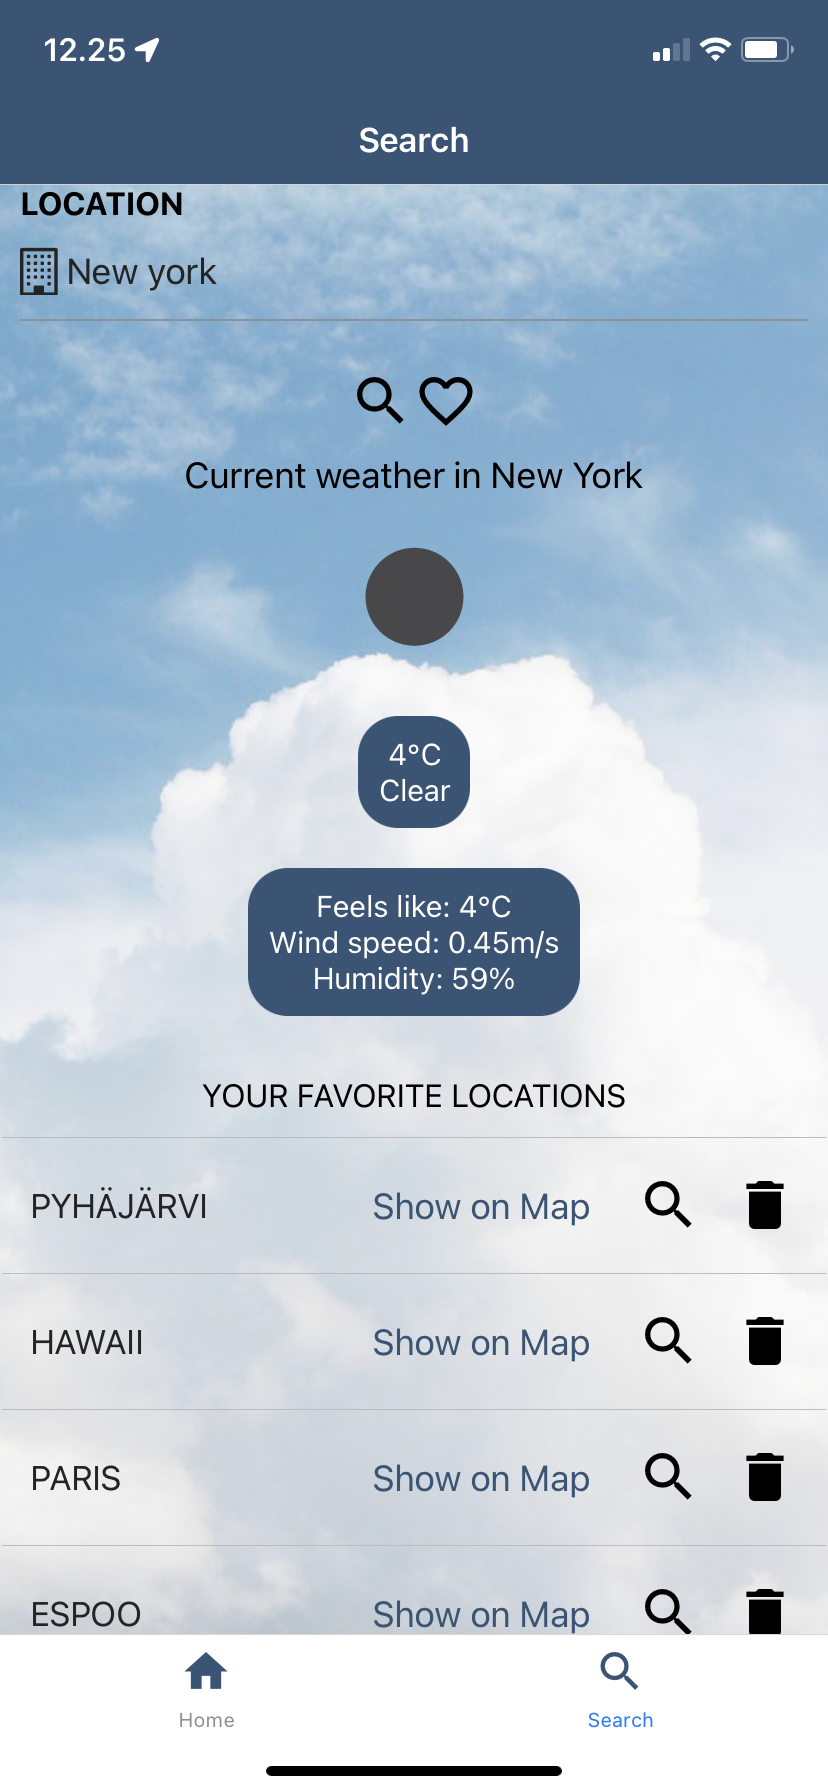 12.25
Search
LOCATION
New york
Current weather in New York
4°C
Clear
Feels like: 4°C
Wind speed: 0.45m/s
Humidity: 59%
YOUR FAVORITE LOCATIONS
PYHÄJÄRVI Show on Map
HAWAII Show on Map
PARIS Show on Map
ESPOO Show on Map
Home Search